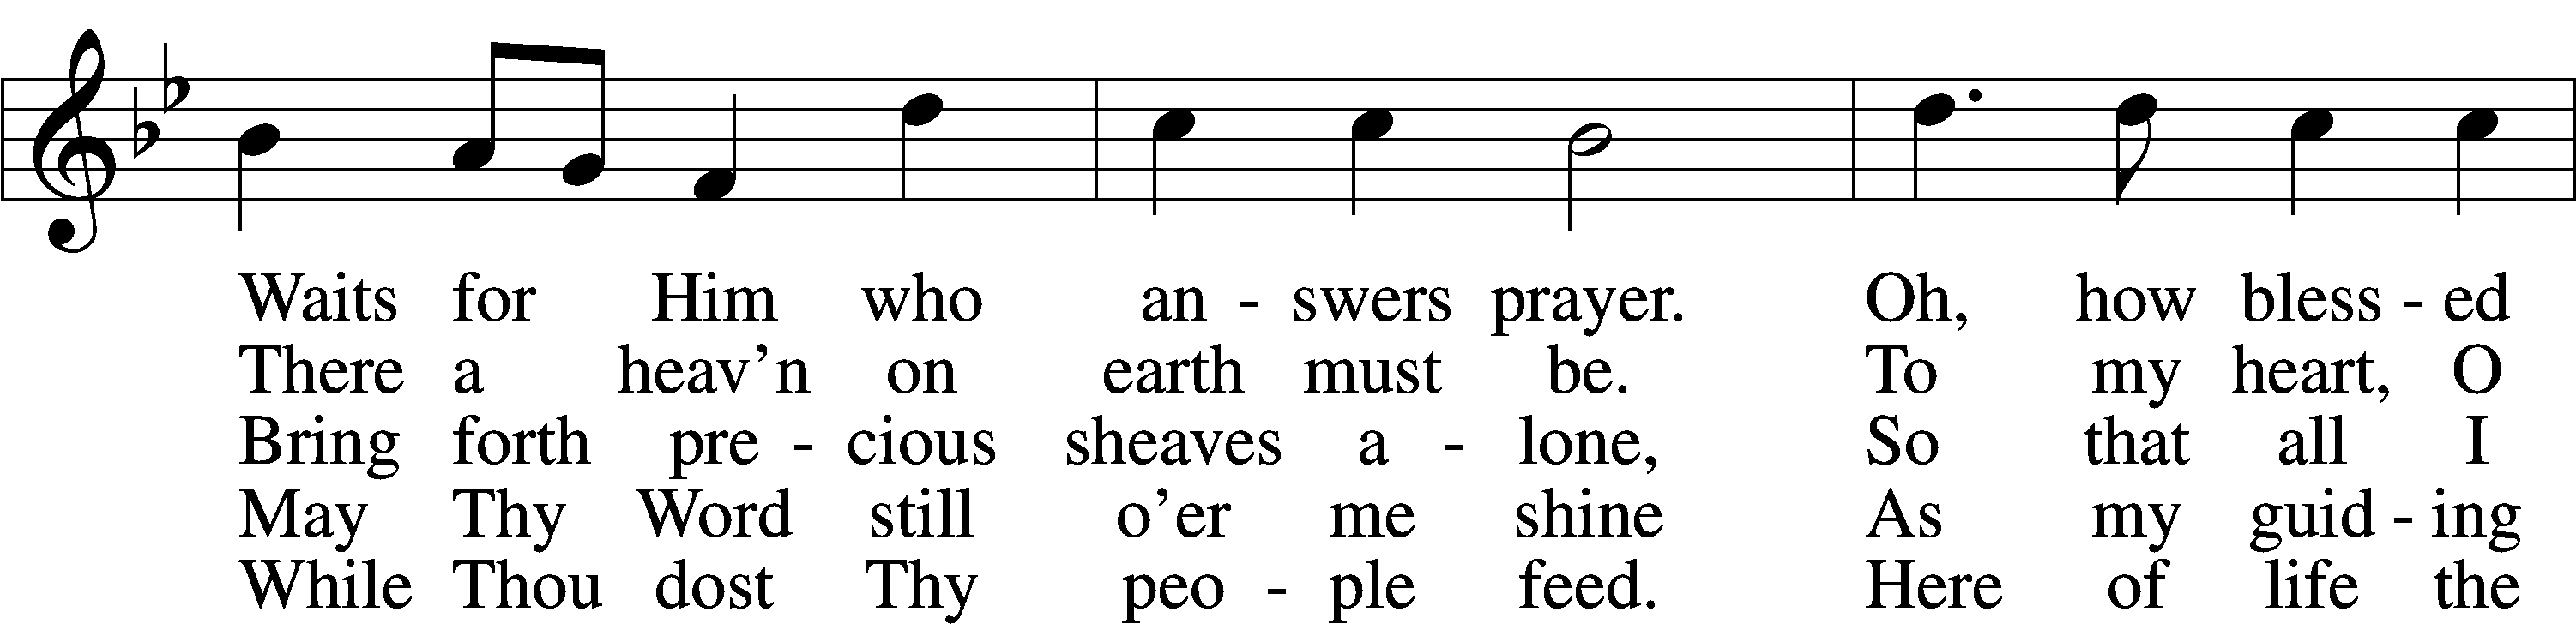 Waits for Him who an - swers prayer. Oh, how bless - ed
There a heav’n on earth must be. To my heart, O
Bring forth pre - cious sheaves a - lone, So that all I
May Thy Word still o’er me shine As my guid - ing
While Thou dost Thy peo - ple feed. Here of life the